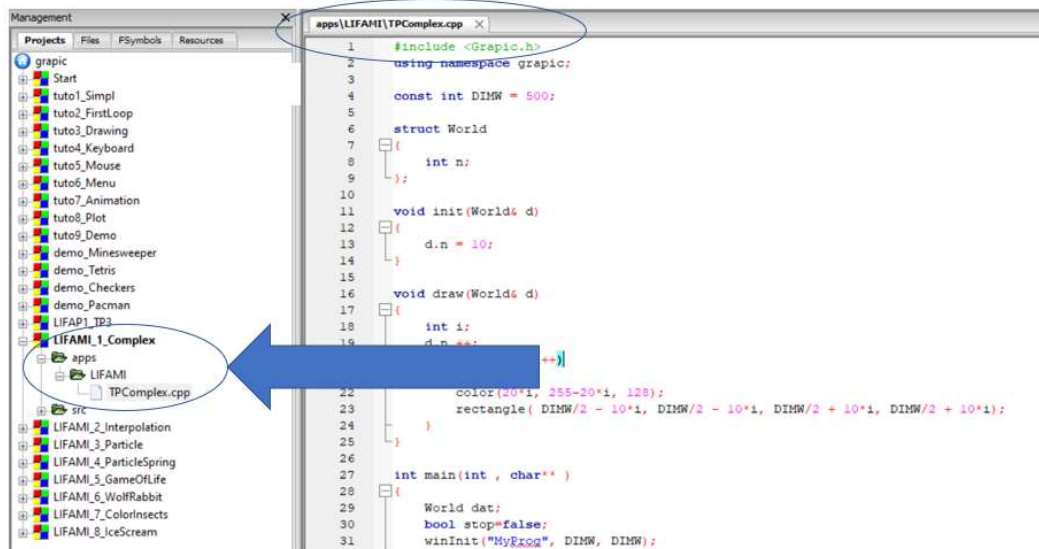 Management X
Projects Files FSymbols Resources
grapic
Start
tuto1_Simpl
tuto2_FirstLoop
tuto3_Drawing
tuto4_Keyboard
tuto5_Mouse
tuto6_Menu
tuto7_Animation
tuto8_Plot
tuto9_Demo
demo_Minesweeper
demo_Tetris
demo_Checkers
demo_Pacman
LIFAP1_TP3
LIFAMI_1_Complex
apps
LIFAMI
TPComplex.cpp
src
LIFAMI_2_Interpolation
LIFAMI_3_Particle
LIFAMI_4_ParticleSpring
LIFAMI_5_GameOfLife
LIFAMI_6_WolfRabbit
LIFAMI_7_ColorInsects
LIFAMI_8_IceScream
apps\LIFAMI\TPComplex.cpp X
1 #include <Grapic.h>
2 using namespace grapic;
3
4 const int DIMW = 500;
5
6 struct World
7 {
8 int n;
9 };
10
11 void init(World& d)
12 {
13 d.n = 10;
14 }
15
16 void draw(World& d)
17 {
18 int i;
19 d.n ++;
++)
22 color(20*i, 255-20*i, 128);
23 rectangle( DIMW/2 - 10*i, DIMW/2 - 10*i, DIMW/2 + 10*i, DIMW/2 + 10*i);
24 }
25 }
26
27 int main(int , char** )
28 {
29 World dat;
30 bool stop=false;
31 winInit("MyProg", DIMW, DIMW);